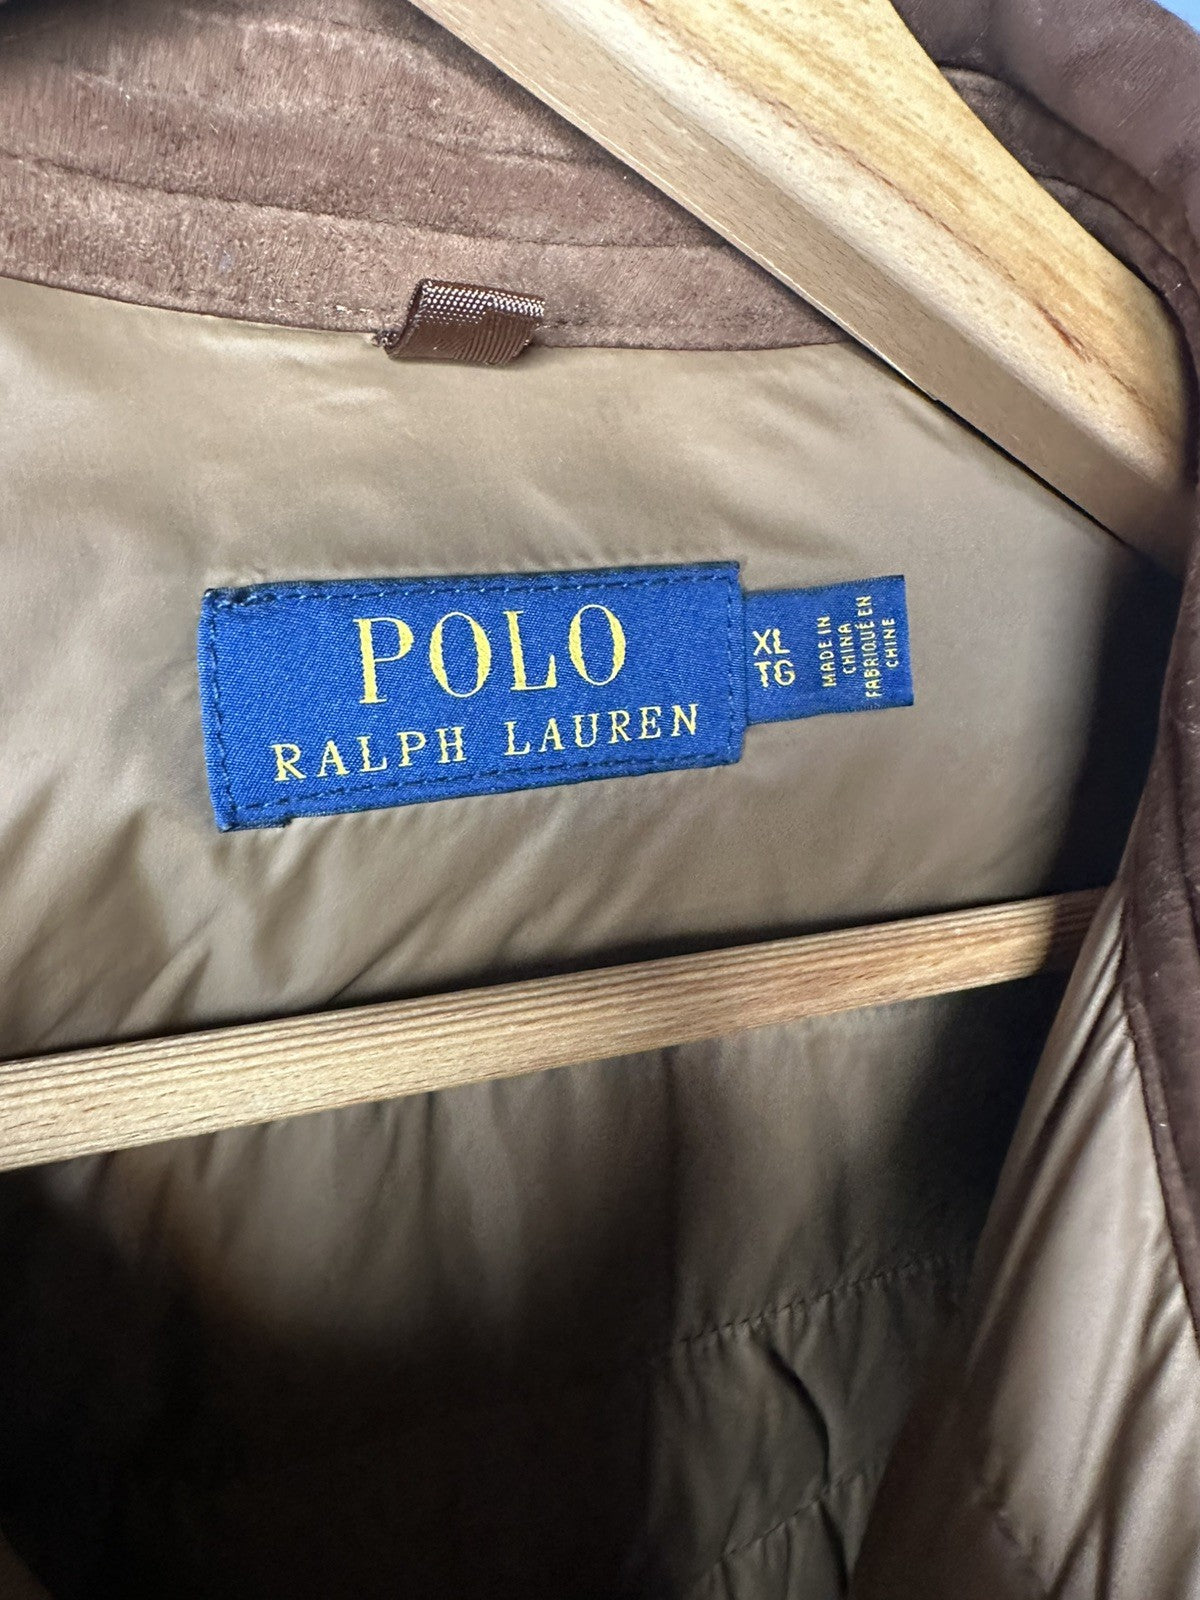 POLO
RALPH LAUREN
XL
TG
MADE IN
CHINA
FABRIQUÉ EN
CHINE